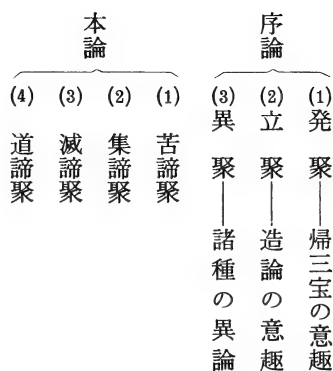 序論
(1) 発聚——帰三宝の意趣
(2) 立聚——造論の意趣
(3) 異聚——諸種の異論
本論
(1) 苦諦聚
(2) 集諦聚
(3) 滅諦聚
(4) 道諦聚